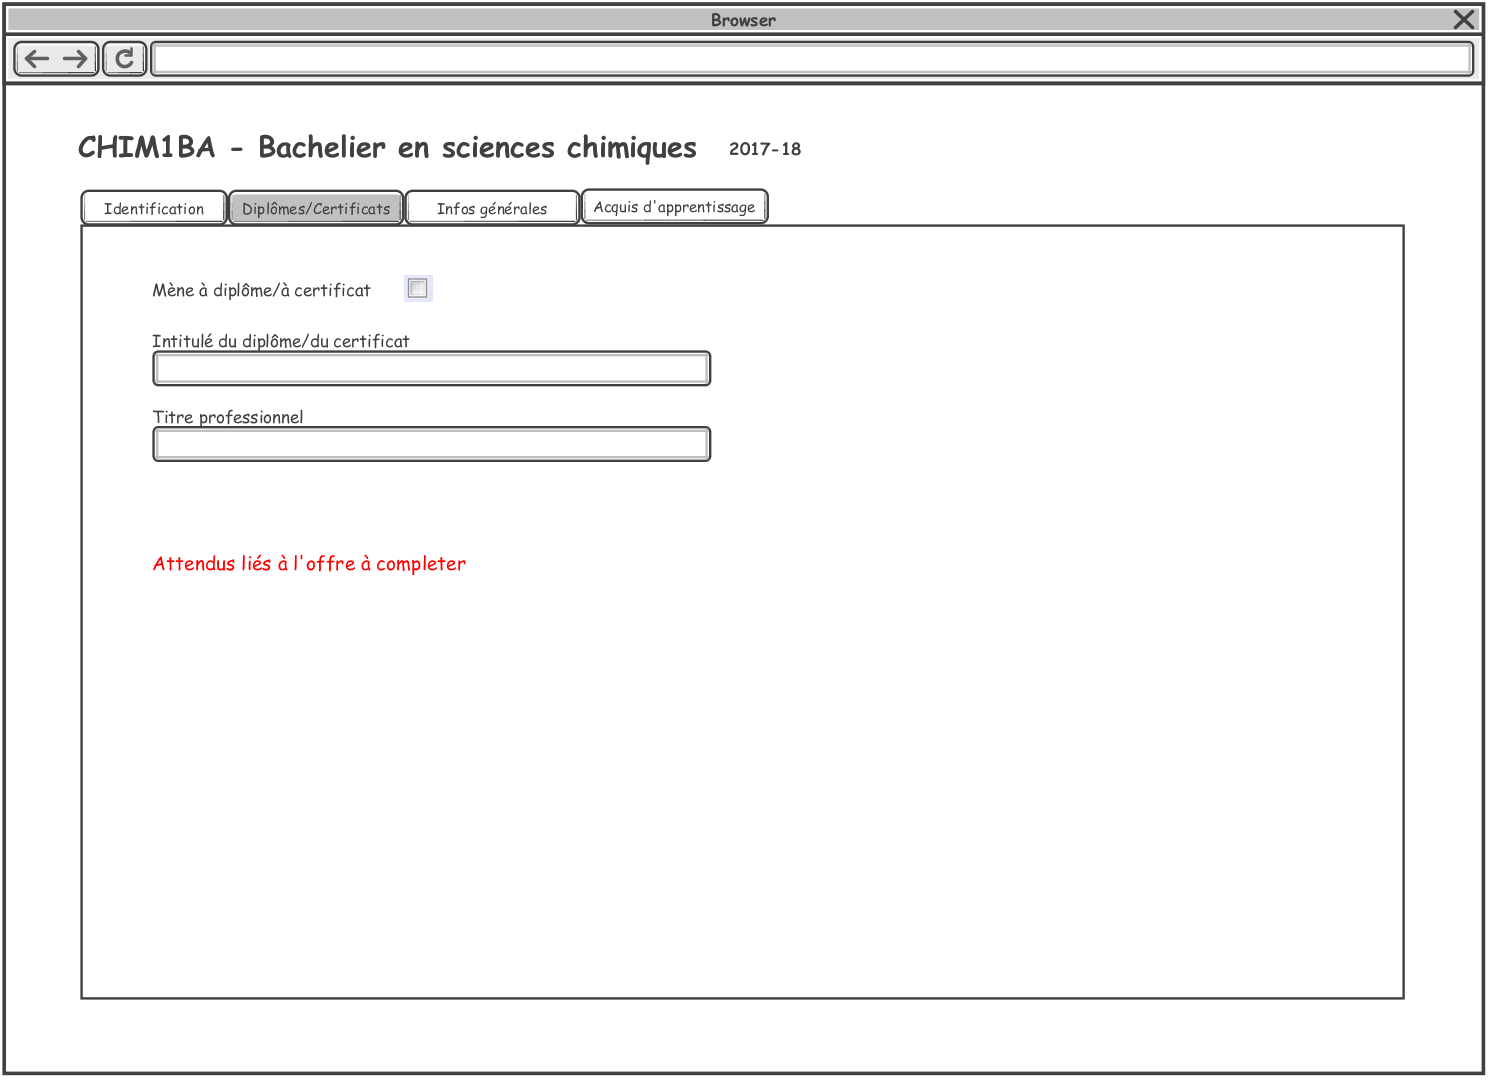 Browser
CHIM1BA - Bachelier en sciences chimiques 2017-18
Identification Diplômes/Certificats Infos générales Acquis d'apprentissage
Mène à diplôme/à certificat
Intitulé du diplôme/du certificat
Titre professionnel
Attendus liés à l'offre à completer